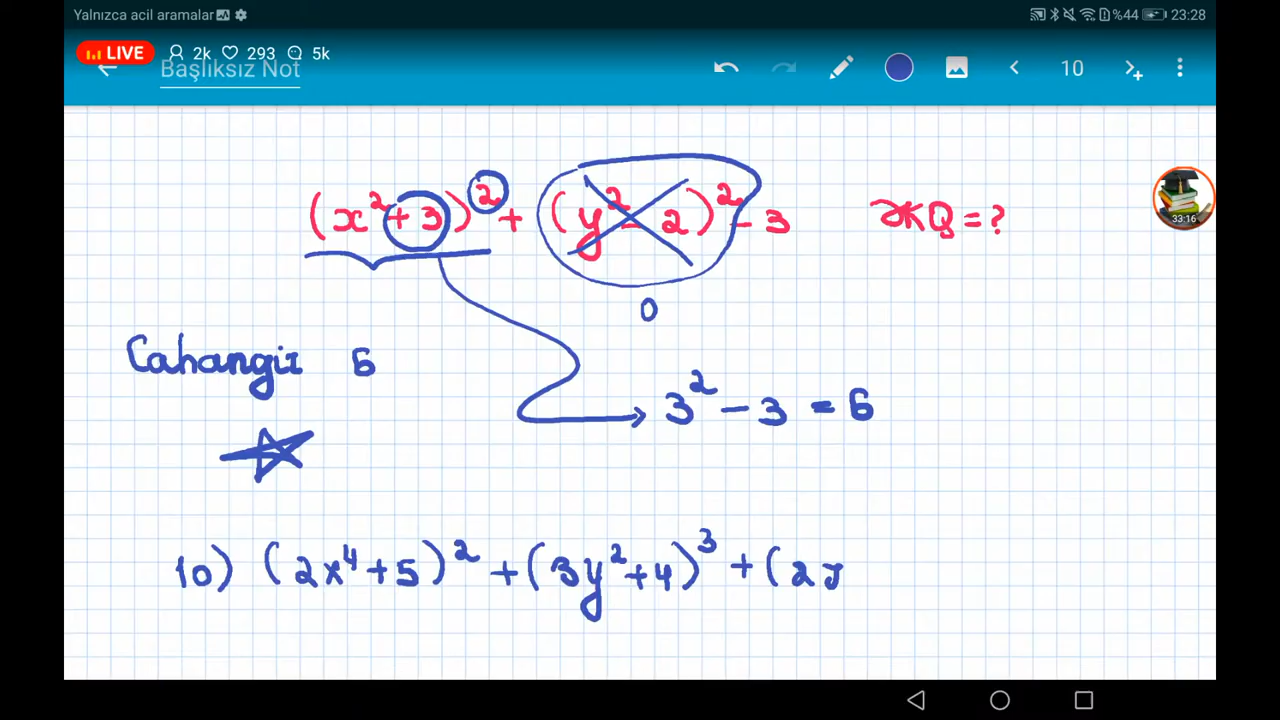 Yalnızca acil aramalar %44 23:28
LIVE 2k 293 5k
Başlıksız Not 10
(x²+3)² + (y²-2)² - 3 ƏKQ=?
33:16
0
Cahangir 6
3² - 3 = 6
10) (2x⁴+5)² + (3y²+4)³ + (2y